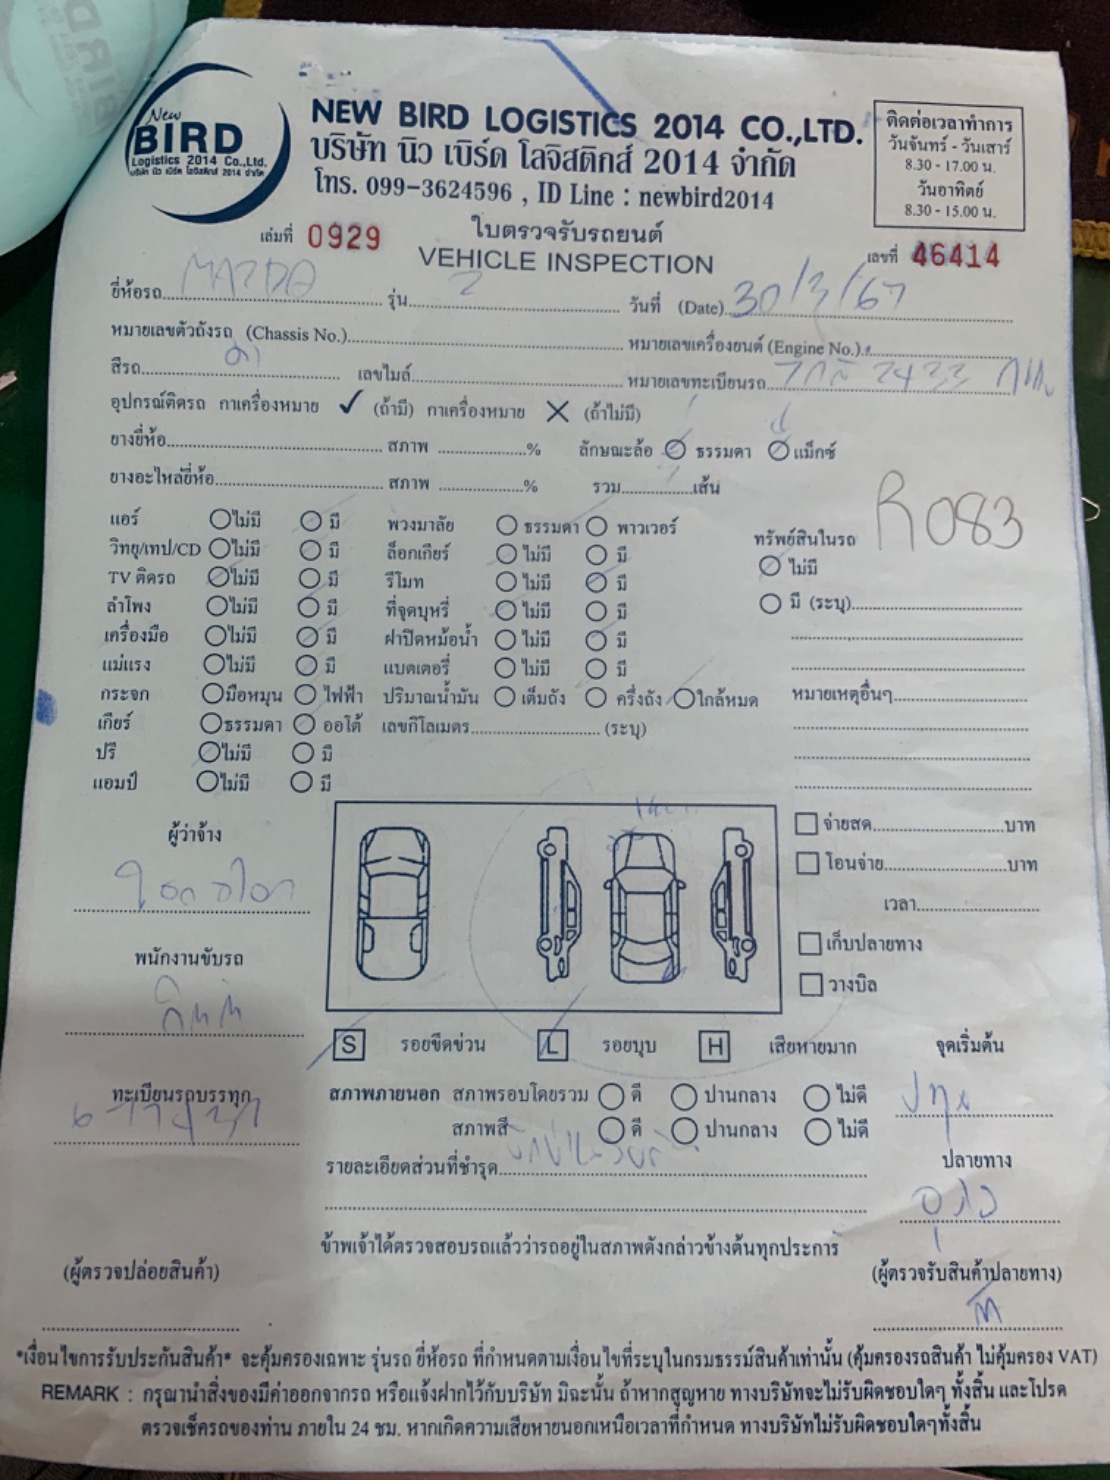 New
BIRD
Logistics 2014 Co.,Ltd.
บริษัท นิว เบิร์ด โลจิสติกส์ 2014 จำกัด
NEW BIRD LOGISTICS 2014 CO.,LTD.
บริษัท นิว เบิร์ด โลจิสติกส์ 2014 จำกัด
โทร. 099-3624596 , ID Line : newbird2014
ติดต่อเวลาทำการ
วันจันทร์ - วันเสาร์
8.30 - 17.00 น.
วันอาทิตย์
8.30 - 15.00 น.
เล่มที่ 0929
ใบตรวจรับรถยนต์
VEHICLE INSPECTION
เลขที่ 46414
ยี่ห้อรถ MAZDA รุ่น 2 วันที่ (Date) 30/3/67
หมายเลขตัวถังรถ (Chassis No.) หมายเลขเครื่องยนต์ (Engine No.)
สีรถ ดำ เลขไมล์ หมายเลขทะเบียนรถ 2433
อุปกรณ์ติดรถ กาเครื่องหมาย ✓ (ถ้ามี) กาเครื่องหมาย ✕ (ถ้าไม่มี)
ยางยี่ห้อ สภาพ % ลักษณะล้อ ธรรมดา แม็กซ์
ยางอะไหล่ยี่ห้อ สภาพ % รวม เส้น
R083
แอร์ ไม่มี มี พวงมาลัย ธรรมดา พาวเวอร์ ทรัพย์สินในรถ
วิทยุ/เทป/CD ไม่มี มี ล็อกเกียร์ ไม่มี มี ไม่มี
TV ติดรถ ไม่มี มี รีโมท ไม่มี มี มี (ระบุ)
ลำโพง ไม่มี มี ที่จุดบุหรี่ ไม่มี มี
เครื่องมือ ไม่มี มี ฝาปิดหม้อน้ำ ไม่มี มี
แม่แรง ไม่มี มี แบตเตอรี่ ไม่มี มี
กระจก มือหมุน ไฟฟ้า ปริมาณน้ำมัน เต็มถัง ครึ่งถัง ใกล้หมด หมายเหตุอื่นๆ
เกียร์ ธรรมดา ออโต้ เลขกิโลเมตร (ระบุ)
ปรี ไม่มี มี
แอมป์ ไม่มี มี
ผู้ว่าจ้าง
พนักงานขับรถ
ทะเบียนรถบรรทุก
จ่ายสด บาท
โอนจ่าย บาท
เวลา
เก็บปลายทาง
วางบิล
S รอยขีดข่วน L รอยบุบ H เสียหายมาก จุดเริ่มต้น
สภาพภายนอก สภาพรอบโดยรวม ดี ปานกลาง ไม่ดี
สภาพสี ดี ปานกลาง ไม่ดี
รายละเอียดส่วนที่ชำรุด
ปลายทาง
ข้าพเจ้าได้ตรวจสอบรถแล้วว่ารถอยู่ในสภาพดังกล่าวข้างต้นทุกประการ
(ผู้ตรวจปล่อยสินค้า) (ผู้ตรวจรับสินค้าปลายทาง)
*เงื่อนไขการรับประกันสินค้า* จะคุ้มครองเฉพาะ รุ่นรถ ยี่ห้อรถ ที่กำหนดตามเงื่อนไขที่ระบุในกรมธรรม์สินค้าเท่านั้น (คุ้มครองรถสินค้า ไม่คุ้มครอง VAT)
REMARK : กรุณานำสิ่งของมีค่าออกจากรถ หรือแจ้งฝากไว้กับบริษัท มิฉะนั้น ถ้าหากสูญหาย ทางบริษัทจะไม่รับผิดชอบใดๆ ทั้งสิ้น และโปรด
ตรวจเช็ครถของท่าน ภายใน 24 ชม. หากเกิดความเสียหายนอกเหนือเวลาที่กำหนด ทางบริษัทไม่รับผิดชอบใดๆทั้งสิ้น